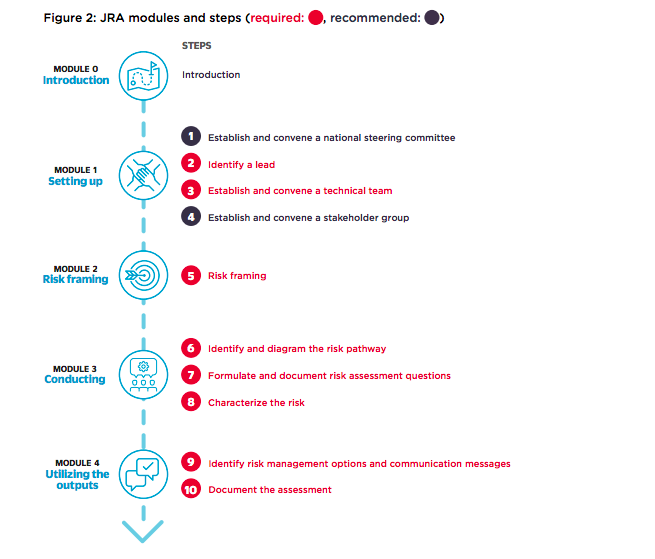 Figure 2: JRA modules and steps (required: , recommended: )
STEPS
MODULE 0
Introduction
Introduction
MODULE 1
Setting up
1 Establish and convene a national steering committee
2 Identify a lead
3 Establish and convene a technical team
4 Establish and convene a stakeholder group
MODULE 2
Risk framing
5 Risk framing
MODULE 3
Conducting
6 Identify and diagram the risk pathway
7 Formulate and document risk assessment questions
8 Characterize the risk
MODULE 4
Utilizing the
outputs
9 Identify risk management options and communication messages
10 Document the assessment